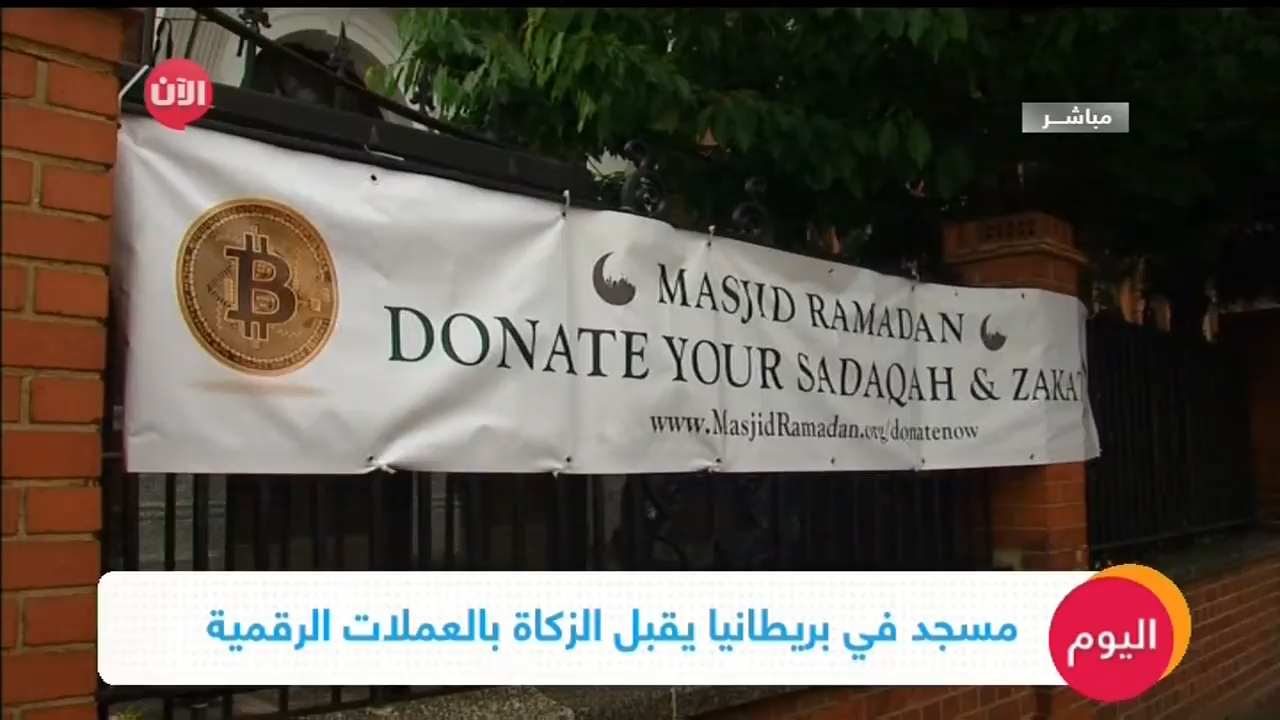 الآن
مباشر
MASJID RAMADAN
DONATE YOUR SADAQAH & ZAKAT
www.MasjidRamadan.org/donatenow
مسجد في بريطانيا يقبل الزكاة بالعملات الرقمية
اليوم